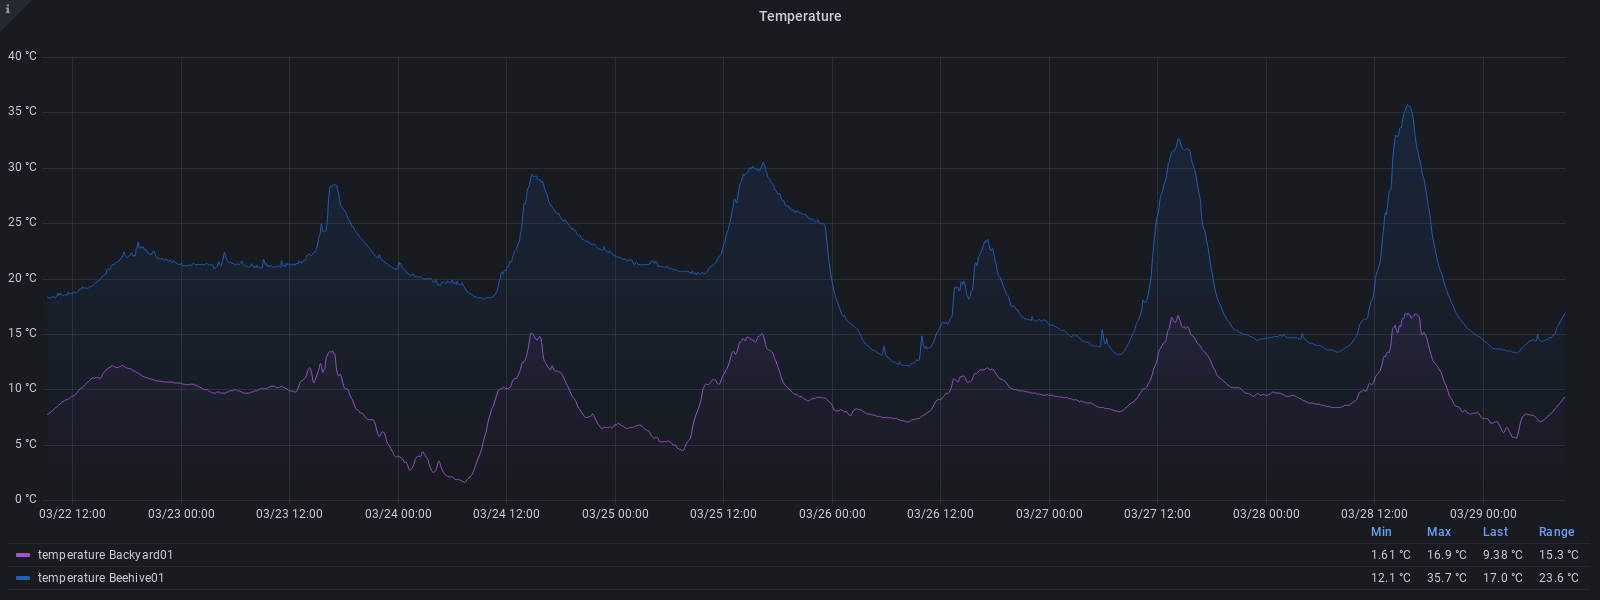 i
Temperature
40 °C
35 °C
30 °C
25 °C
20 °C
15 °C
10 °C
5 °C
0 °C
03/22 12:00 03/23 00:00 03/23 12:00 03/24 00:00 03/24 12:00 03/25 00:00 03/25 12:00 03/26 00:00 03/26 12:00 03/27 00:00 03/27 12:00 03/28 00:00 03/28 12:00 03/29 00:00
Min Max Last Range
temperature Backyard01 1.61 °C 16.9 °C 9.38 °C 15.3 °C
temperature Beehive01 12.1 °C 35.7 °C 17.0 °C 23.6 °C